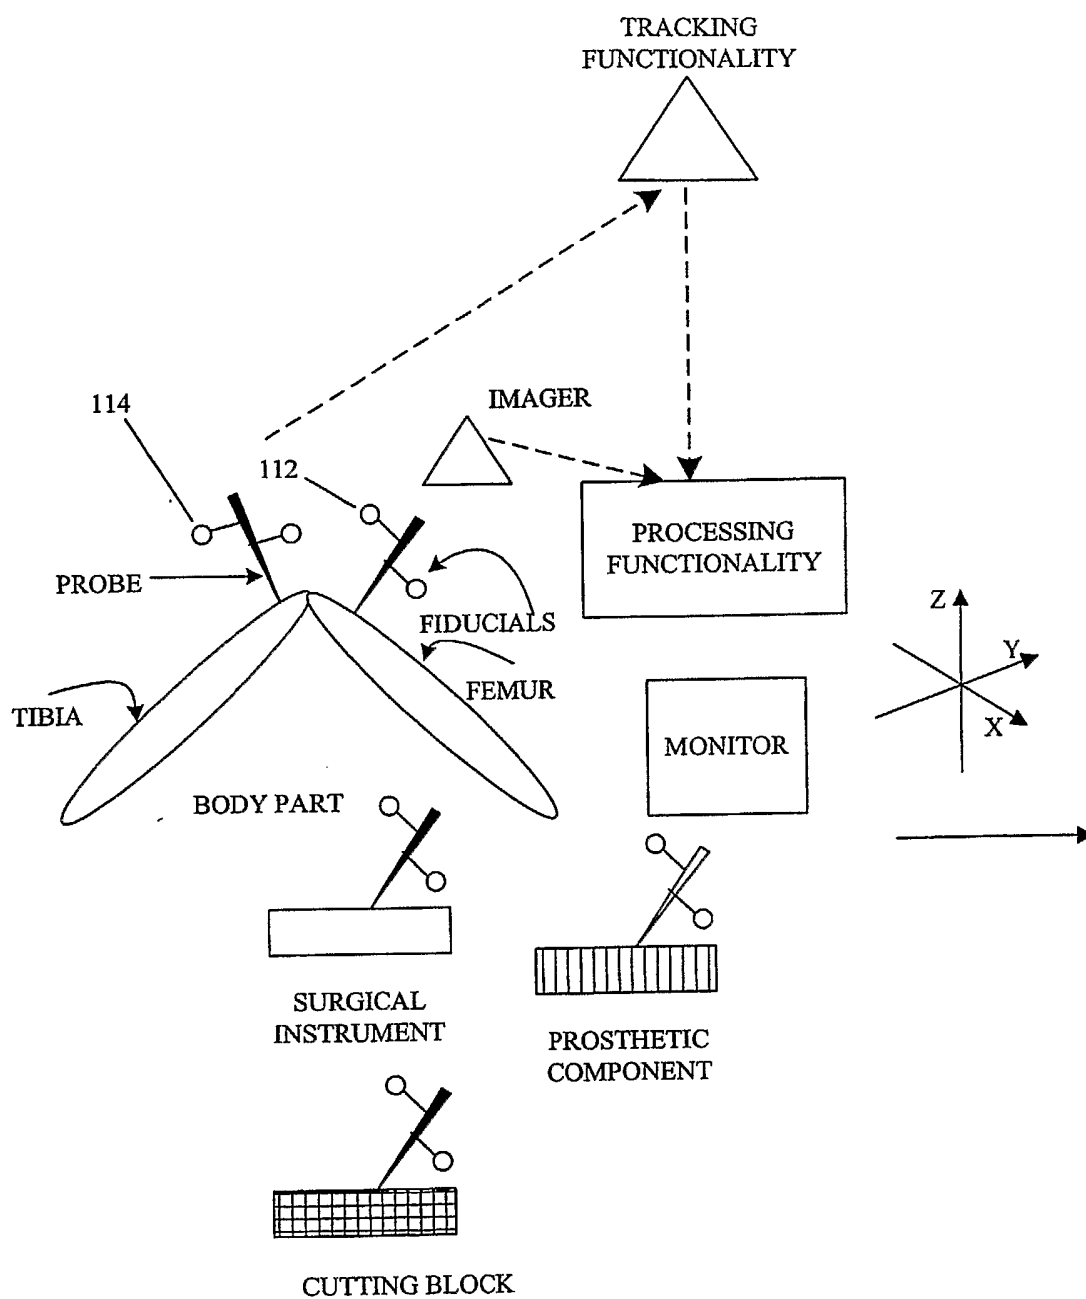 TRACKING
FUNCTIONALITY
IMAGER
114
112
PROCESSING
FUNCTIONALITY
PROBE
FIDUCIALS
Z
Y
X
FEMUR
TIBIA
MONITOR
BODY PART
SURGICAL
INSTRUMENT
PROSTHETIC
COMPONENT
CUTTING BLOCK